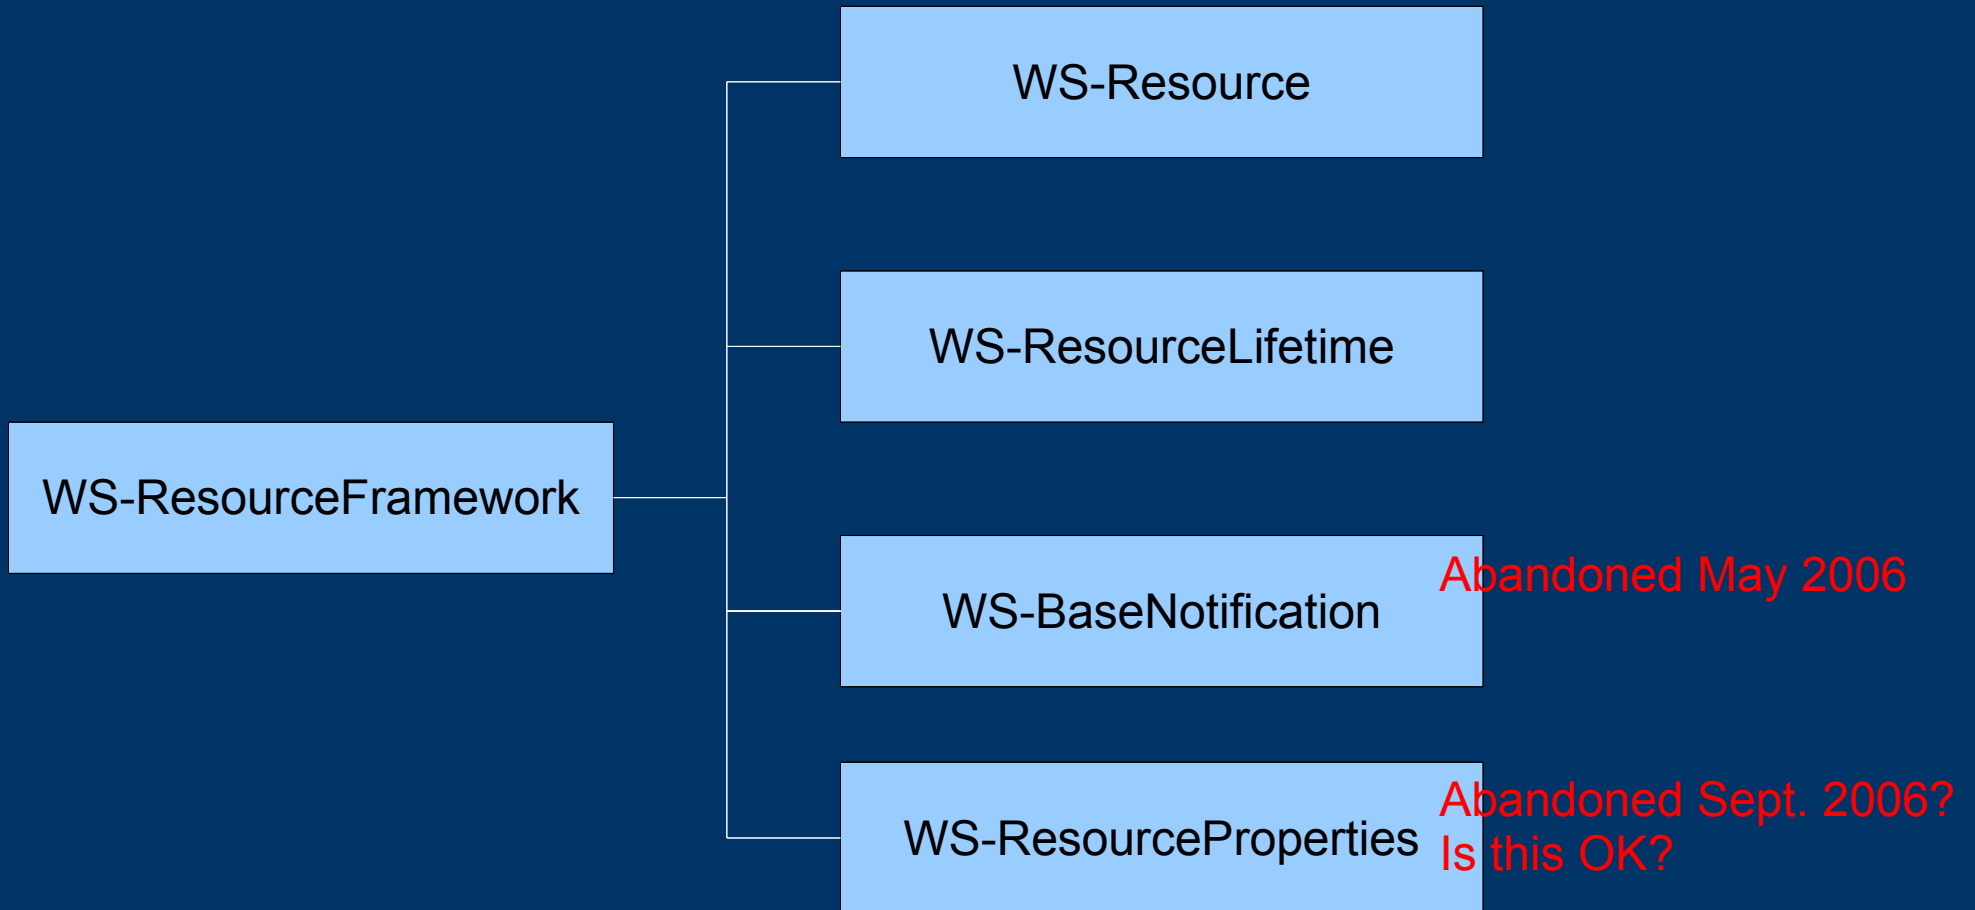 WS-Resource
WS-ResourceLifetime
WS-ResourceFramework
Abandoned May 2006
WS-BaseNotification
Abandoned Sept. 2006?
WS-ResourceProperties
Is this OK?